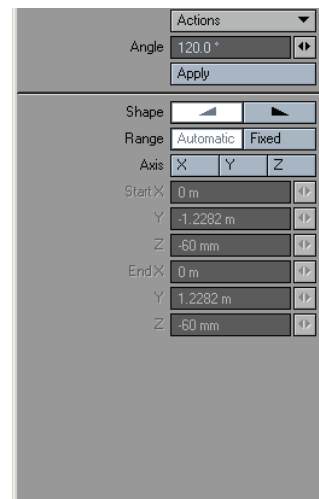 Actions
Angle 120.0 °
Apply
Shape
Range Automatic Fixed
Axis X Y Z
Start X 0 m
Y -1.2282 m
Z -60 mm
End X 0 m
Y 1.2282 m
Z -60 mm